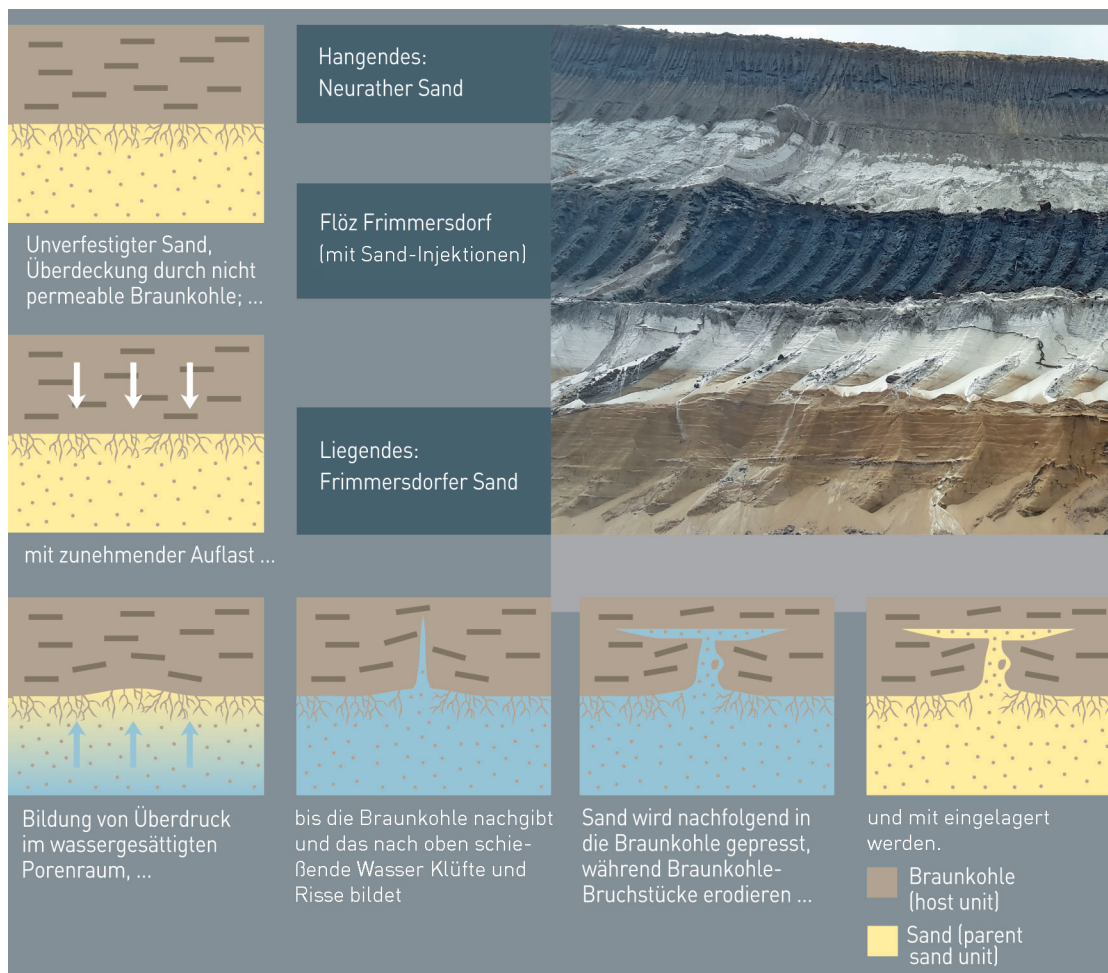 Hangendes:
Neurather Sand
Flöz Frimmersdorf
(mit Sand-Injektionen)
Liegendes:
Frimmersdorfer Sand
Unverfestigter Sand,
Überdeckung durch nicht
permeable Braunkohle; ...
mit zunehmender Auflast ...
Bildung von Überdruck
im wassergesättigten
Porenraum, ...
bis die Braunkohle nachgibt
und das nach oben schie-
ßende Wasser Klüfte und
Risse bildet
Sand wird nachfolgend in
die Braunkohle gepresst,
während Braunkohle-
Bruchstücke erodieren ...
und mit eingelagert
werden.
Braunkohle
(host unit)
Sand (parent
sand unit)